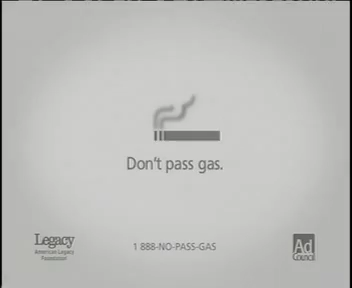 Don't pass gas.
Legacy
American Legacy
Foundation
1 888-NO-PASS-GAS
Ad
Council